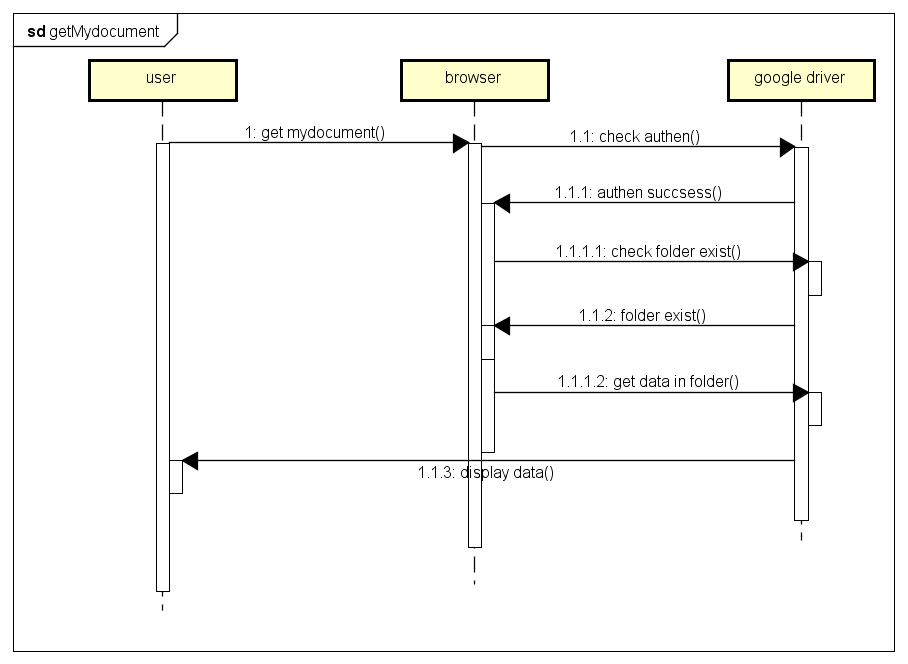 sd getMydocument
user
browser
google driver
1: get mydocument()
1.1: check authen()
1.1.1: authen succsess()
1.1.1.1: check folder exist()
1.1.2: folder exist()
1.1.1.2: get data in folder()
1.1.3: display data()